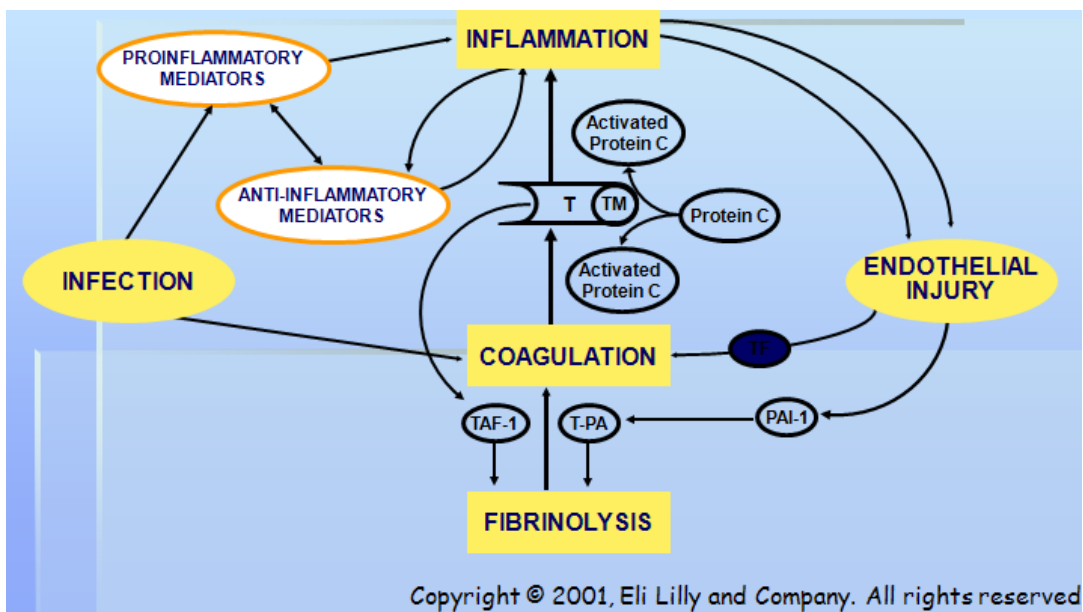 INFLAMMATION
PROINFLAMMATORY
MEDIATORS
Activated
Protein C
ANTI-INFLAMMATORY
MEDIATORS
T
TM
Protein C
INFECTION
Activated
Protein C
ENDOTHELIAL
INJURY
COAGULATION
TF
TAF-1
T-PA
PAI-1
FIBRINOLYSIS
Copyright © 2001, Eli Lilly and Company. All rights reserved